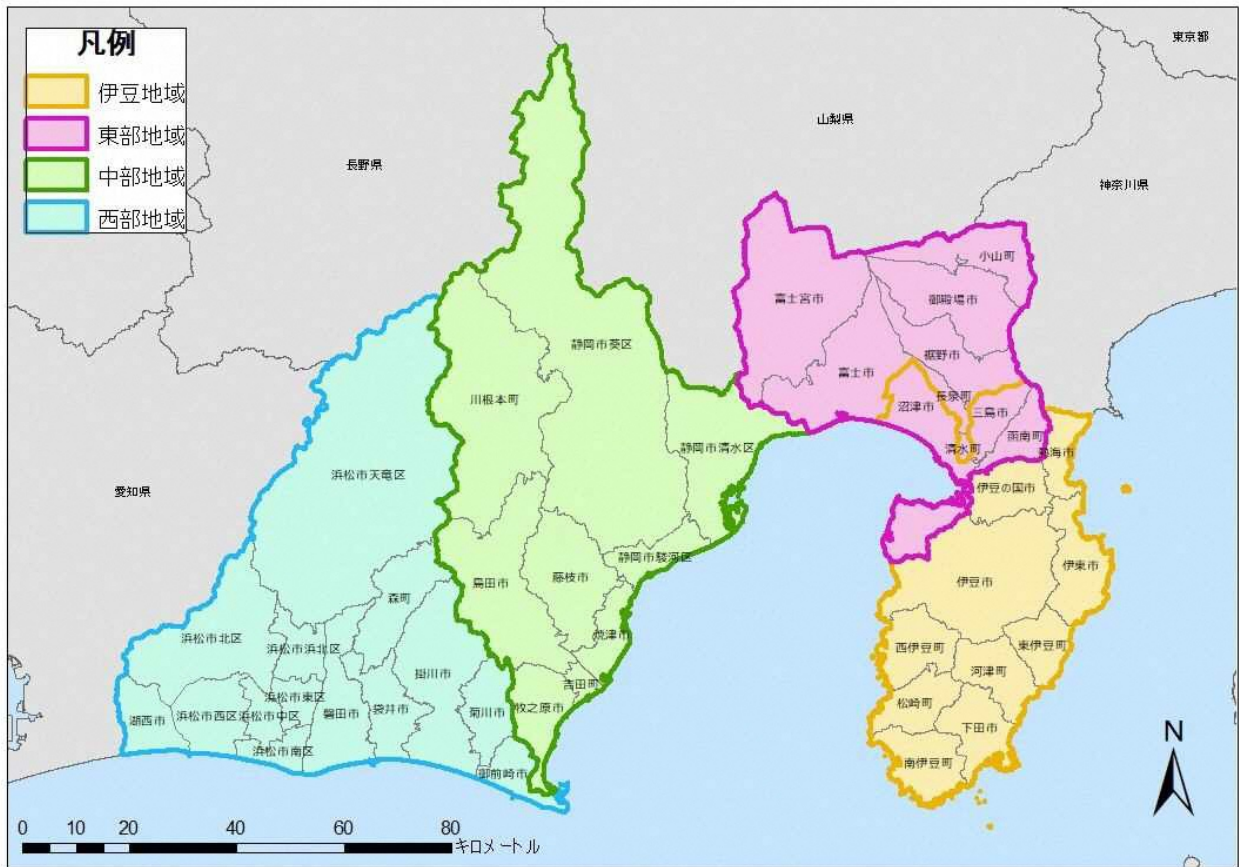 凡例
伊豆地域
東部地域
中部地域
西部地域
東京都
山梨県
長野県
神奈川県
愛知県
小山町
富士宮市
御殿場市
静岡市葵区
裾野市
富士市
川根本町
長泉町
沼津市
三島市
函南町
静岡市清水区
清水町
熱海市
浜松市天竜区
伊豆の国市
静岡市駿河区
伊東市
島田市
藤枝市
伊豆市
森町
浜松市北区
焼津市
浜松市浜北区
西伊豆町
東伊豆町
掛川市
河津町
吉田町
浜松市東区
松崎町
牧之原市
湖西市
浜松市西区
浜松市中区
磐田市
袋井市
菊川市
下田市
浜松市南区
南伊豆町
御前崎市
N
0 10 20 40 60 80
キロメートル